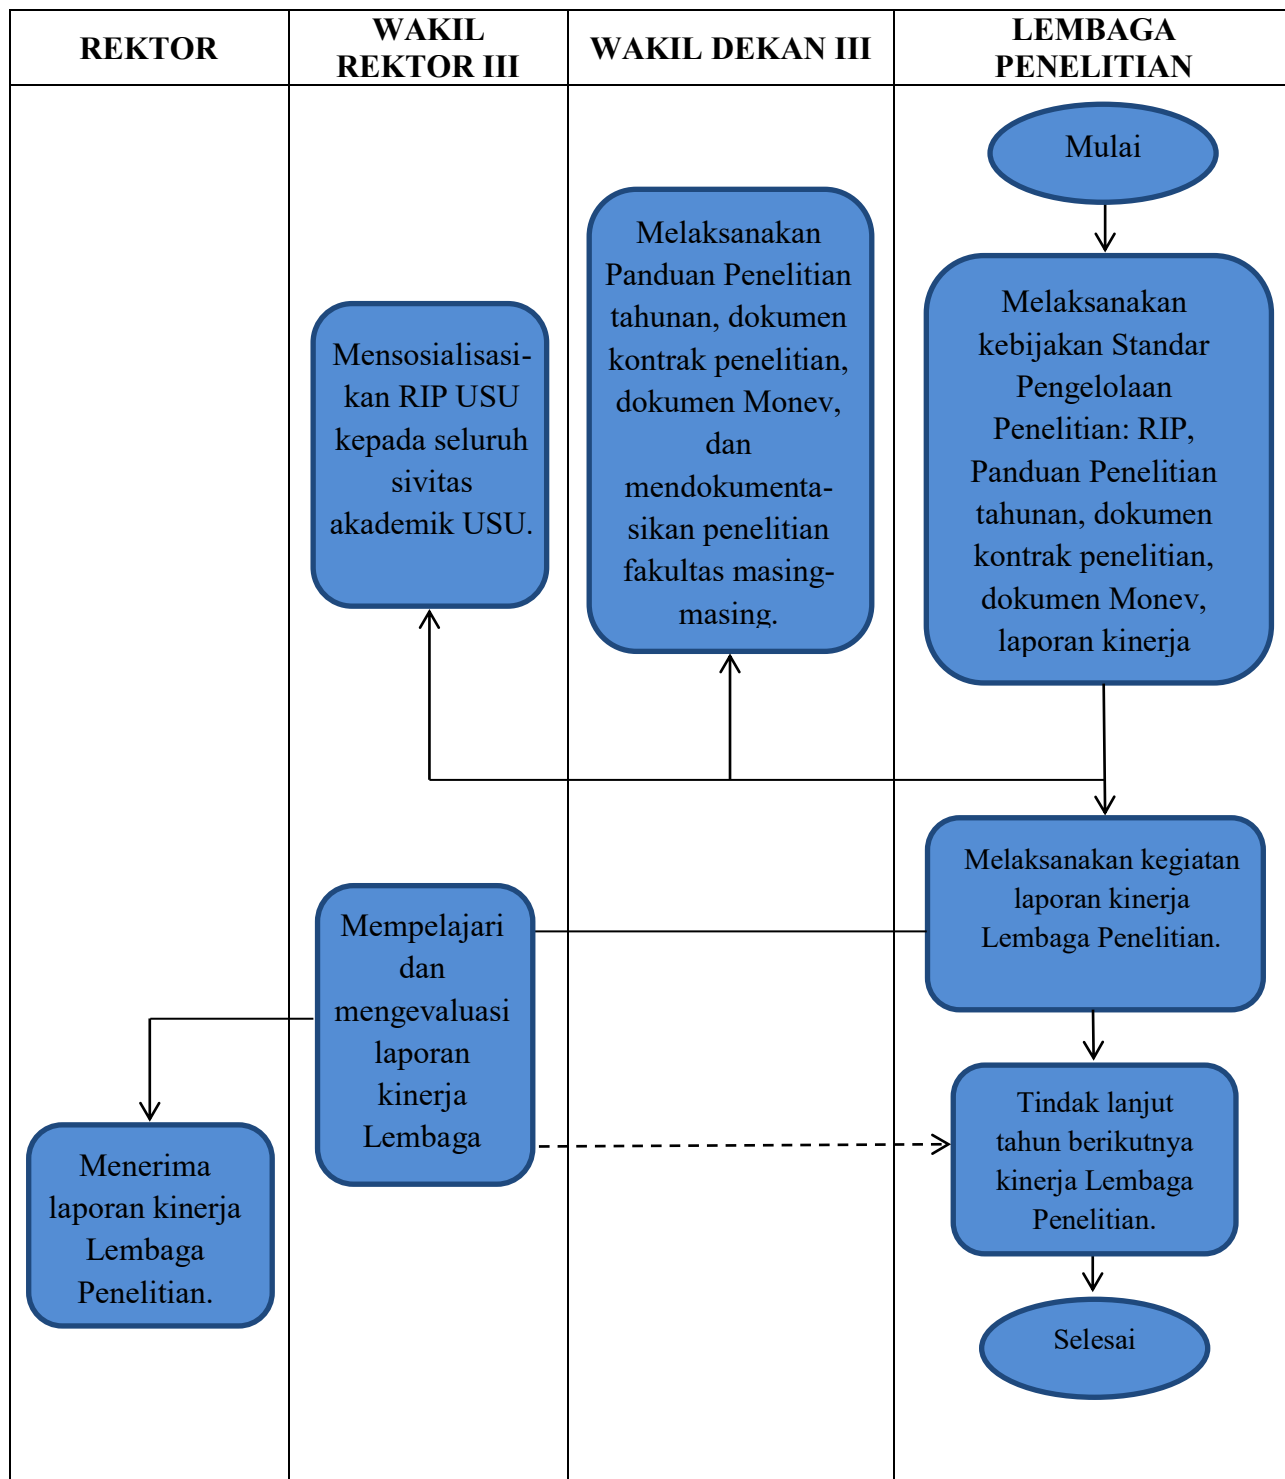 REKTOR
WAKIL
REKTOR III
WAKIL DEKAN III
LEMBAGA
PENELITIAN
Mulai
Melaksanakan
kebijakan Standar
Pengelolaan
Penelitian: RIP,
Panduan Penelitian
tahunan, dokumen
kontrak penelitian,
dokumen Monev,
laporan kinerja
Melaksanakan
Panduan Penelitian
tahunan, dokumen
kontrak penelitian,
dokumen Monev,
dan
mendokumenta-
sikan penelitian
fakultas masing-
masing.
Mensosialisasi-
kan RIP USU
kepada seluruh
sivitas
akademik USU.
Melaksanakan kegiatan
laporan kinerja
Lembaga Penelitian.
Mempelajari
dan
mengevaluasi
laporan
kinerja
Lembaga
Menerima
laporan kinerja
Lembaga
Penelitian.
Tindak lanjut
tahun berikutnya
kinerja Lembaga
Penelitian.
Selesai